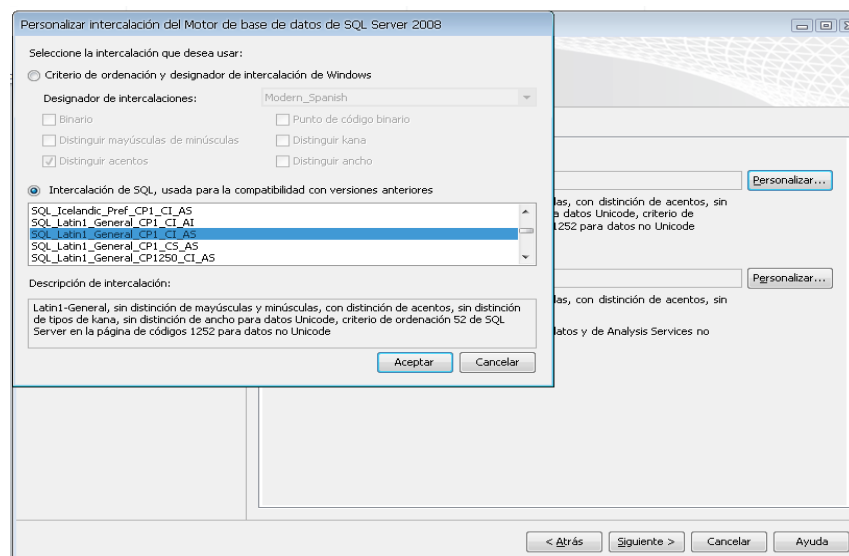 Personalizar intercalación del Motor de base de datos de SQL Server 2008
Seleccione la intercalación que desea usar:
Criterio de ordenación y designador de intercalación de Windows
Designador de intercalaciones:
Modern_Spanish
Binario
Punto de código binario
Distinguir mayúsculas de minúsculas
Distinguir kana
Distinguir acentos
Distinguir ancho
Intercalación de SQL, usada para la compatibilidad con versiones anteriores
SQL_Icelandic_Pref_CP1_CI_AS
SQL_Latin1_General_CP1_CI_AI
SQL_Latin1_General_CP1_CI_AS
SQL_Latin1_General_CP1_CS_AS
SQL_Latin1_General_CP1250_CI_AS
Descripción de intercalación:
Latin1-General, sin distinción de mayúsculas y minúsculas, con distinción de acentos, sin distinción
de tipos de kana, sin distinción de ancho para datos Unicode, criterio de ordenación 52 de SQL
Server en la página de códigos 1252 para datos no Unicode
Aceptar
Cancelar
Personalizar...
las, con distinción de acentos, sin
a datos Unicode, criterio de
1252 para datos no Unicode
Personalizar...
las, con distinción de acentos, sin
datos y de Analysis Services no
< Atrás
Siguiente >
Cancelar
Ayuda